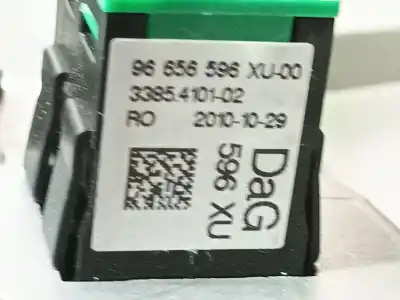 96 656 596 XU-00
3385.4101-02
RO 2010-10-29
DaG
596 XU